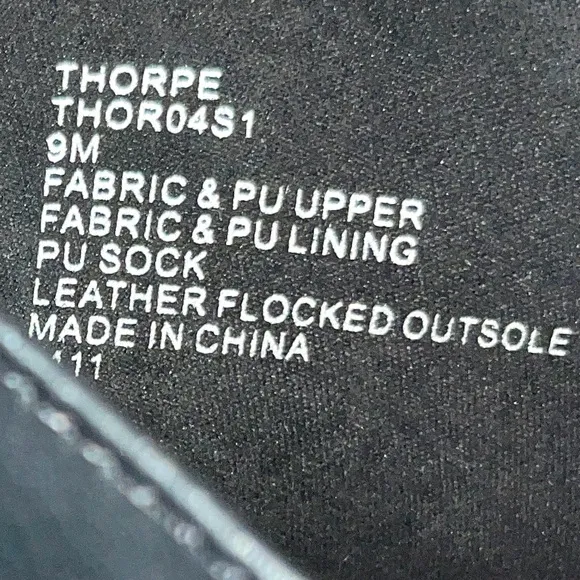 THORPE
THOR04S1
9M
FABRIC & PU UPPER
FABRIC & PU LINING
PU SOCK
LEATHER FLOCKED OUTSOLE
MADE IN CHINA